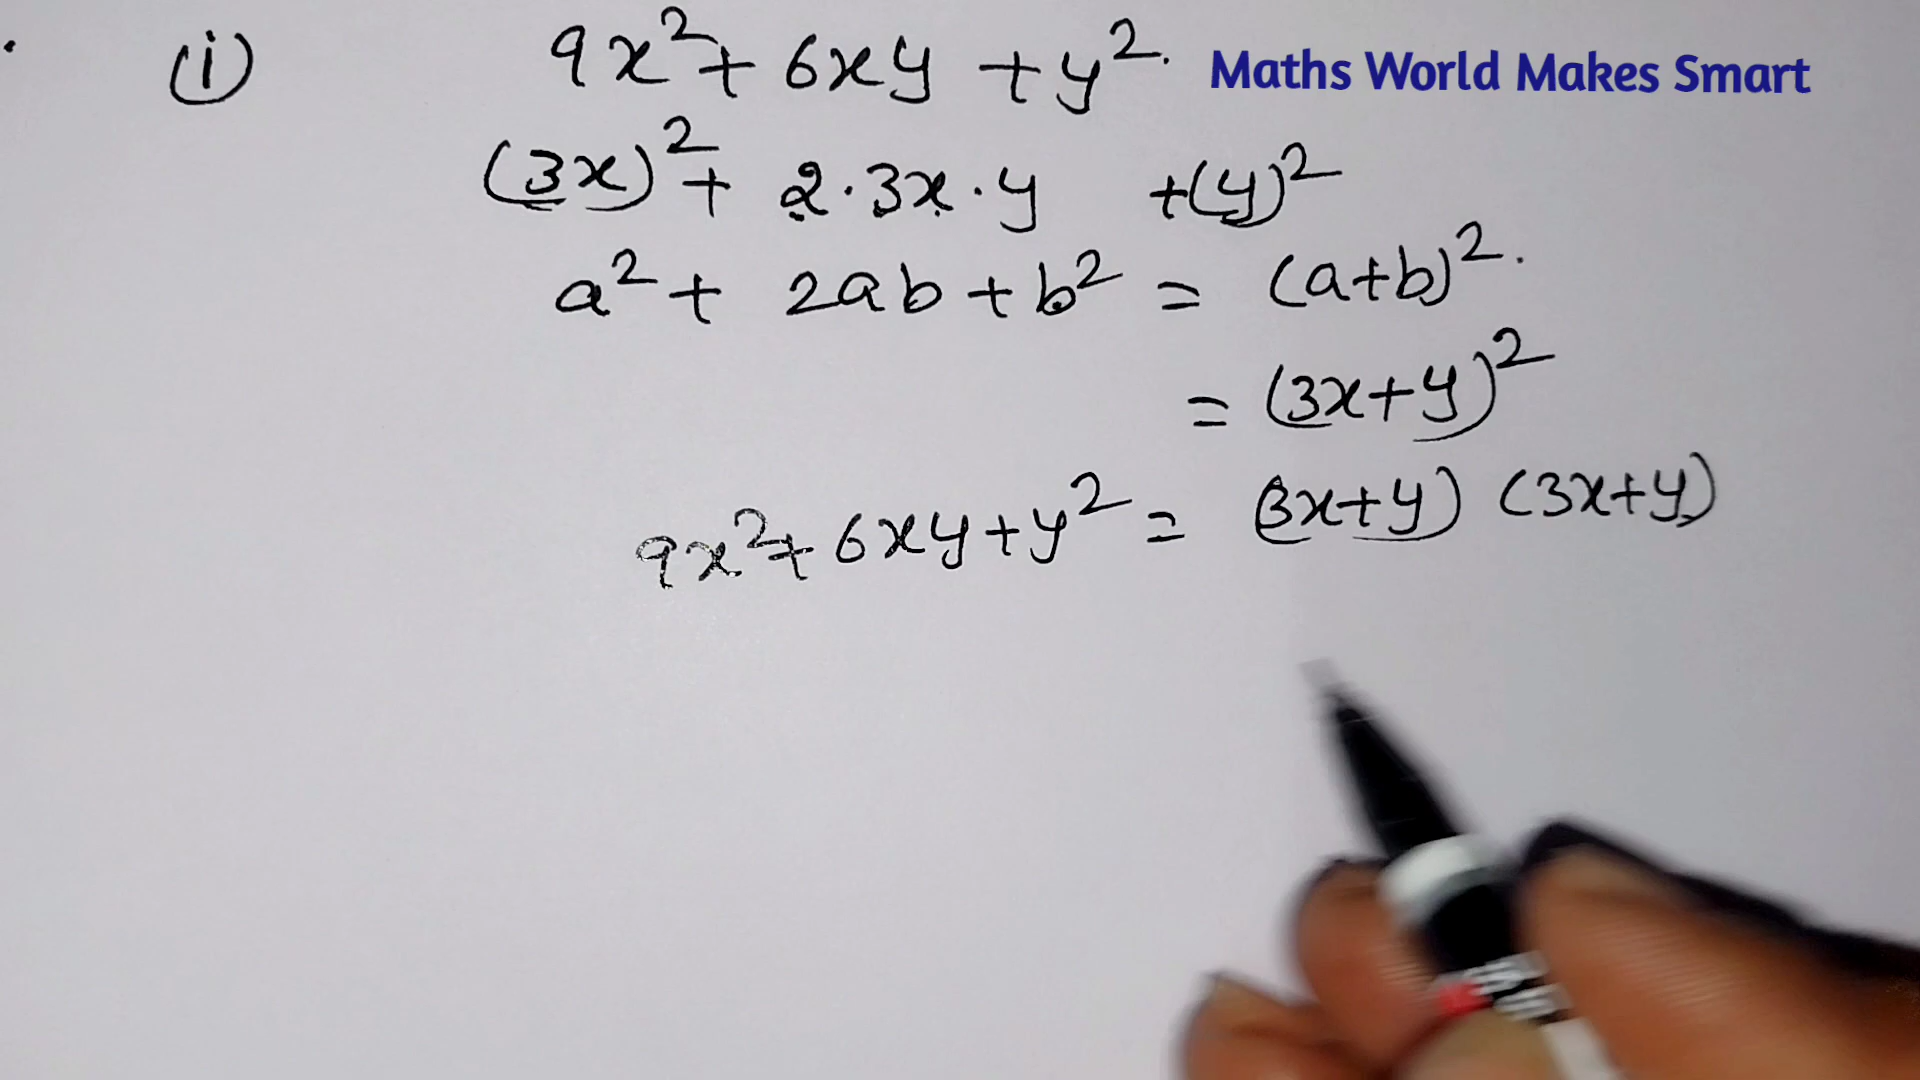 (i) 9x² + 6xy + y². Maths World Makes Smart
(3x)² + 2·3x·y + (y)²
a² + 2ab + b² = (a+b)².
= (3x+y)²
9x² + 6xy + y² = (3x+y) (3x+y)